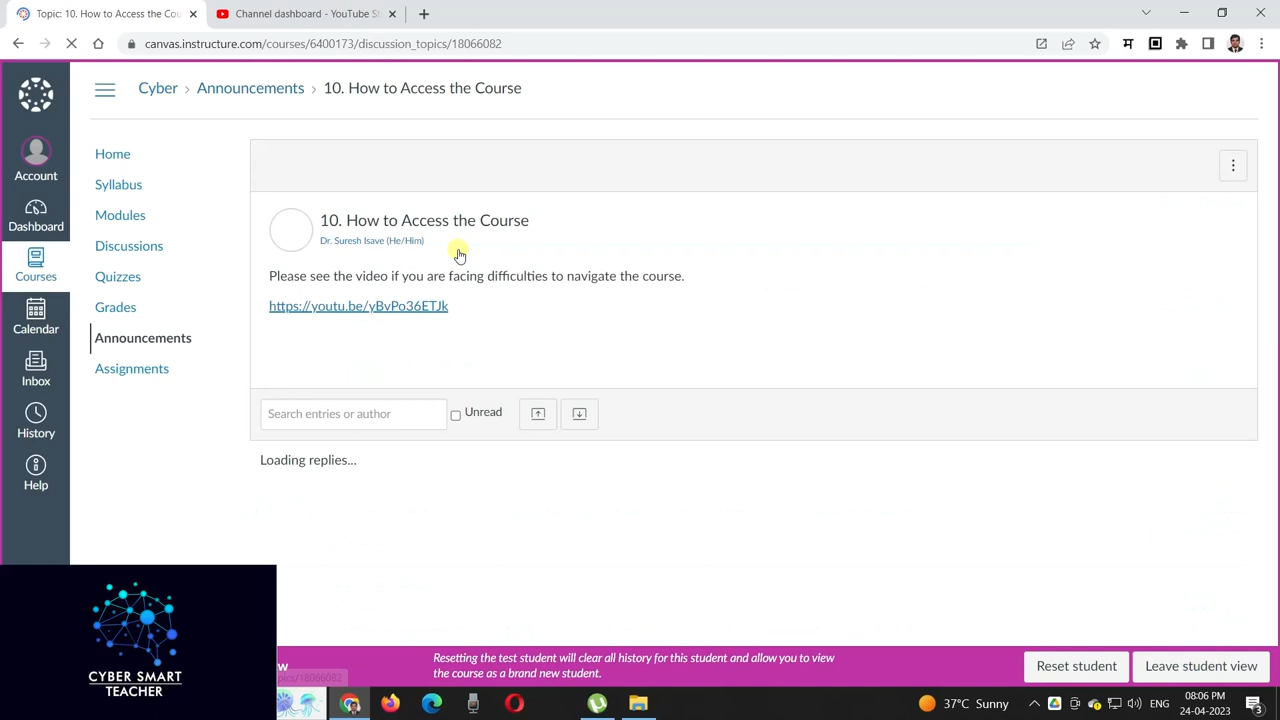 Topic: 10. How to Access the Cou
Channel dashboard - YouTube S
canvas.instructure.com/courses/6400173/discussion_topics/18066082
म
Cyber › Announcements › 10. How to Access the Course
Account
Dashboard
Courses
Calendar
Inbox
History
Help
Home
Syllabus
Modules
Discussions
Quizzes
Grades
Announcements
Assignments
10. How to Access the Course
Dr. Suresh Isave (He/Him)
Please see the video if you are facing difficulties to navigate the course.
https://youtu.be/yBvPo36ETJk
Search entries or author
Unread
Loading replies...
CYBER SMART
TEACHER
w
pics/18066082
Resetting the test student will clear all history for this student and allow you to view
the course as a brand new student.
Reset student
Leave student view
37°C Sunny
ENG
08:06 PM
24-04-2023
3